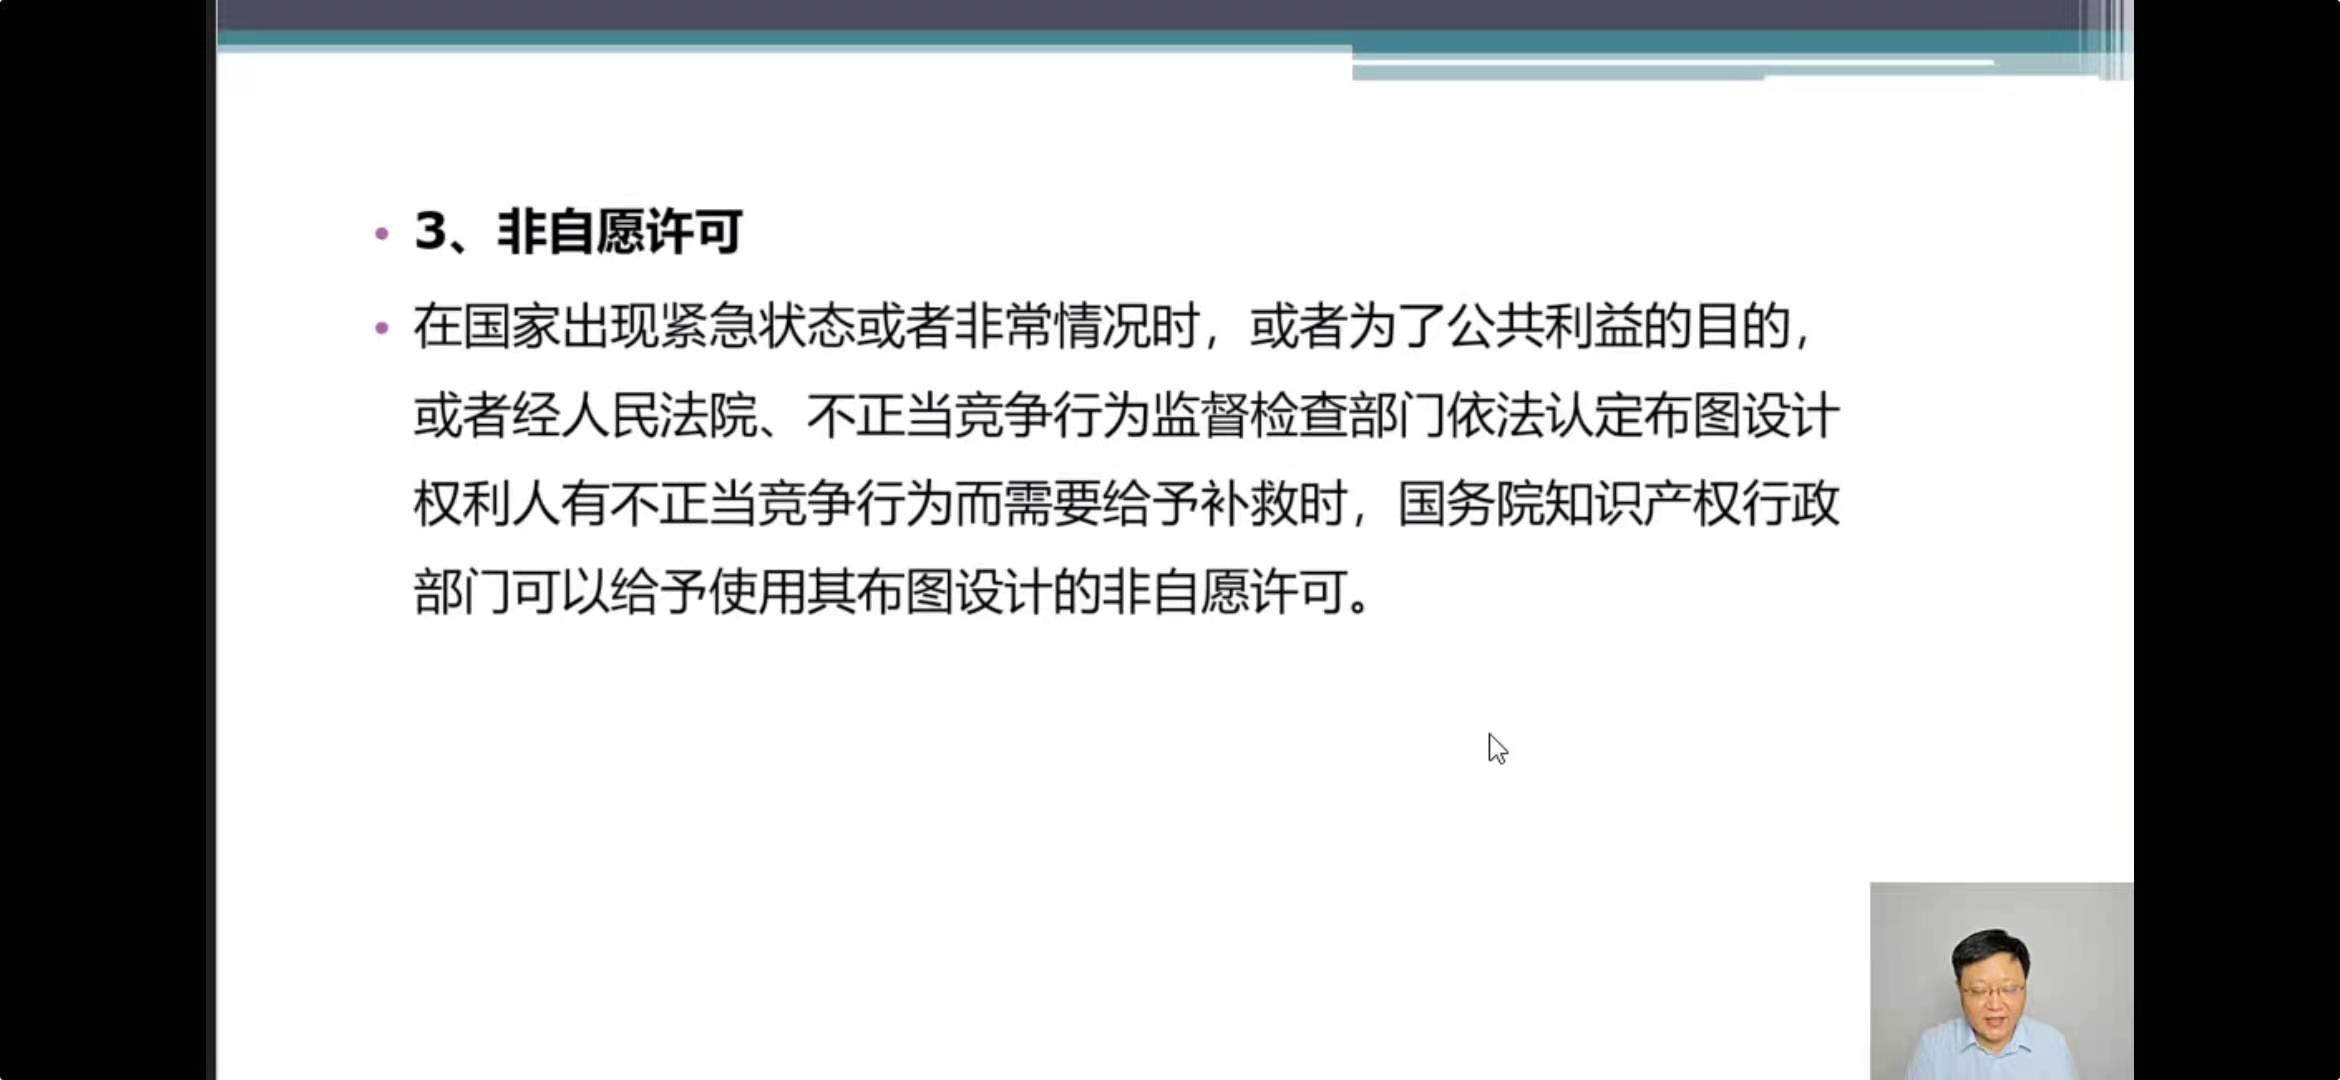 • 3、非自愿许可
• 在国家出现紧急状态或者非常情况时，或者为了公共利益的目的，
或者经人民法院、不正当竞争行为监督检查部门依法认定布图设计
权利人有不正当竞争行为而需要给予补救时，国务院知识产权行政
部门可以给予使用其布图设计的非自愿许可。